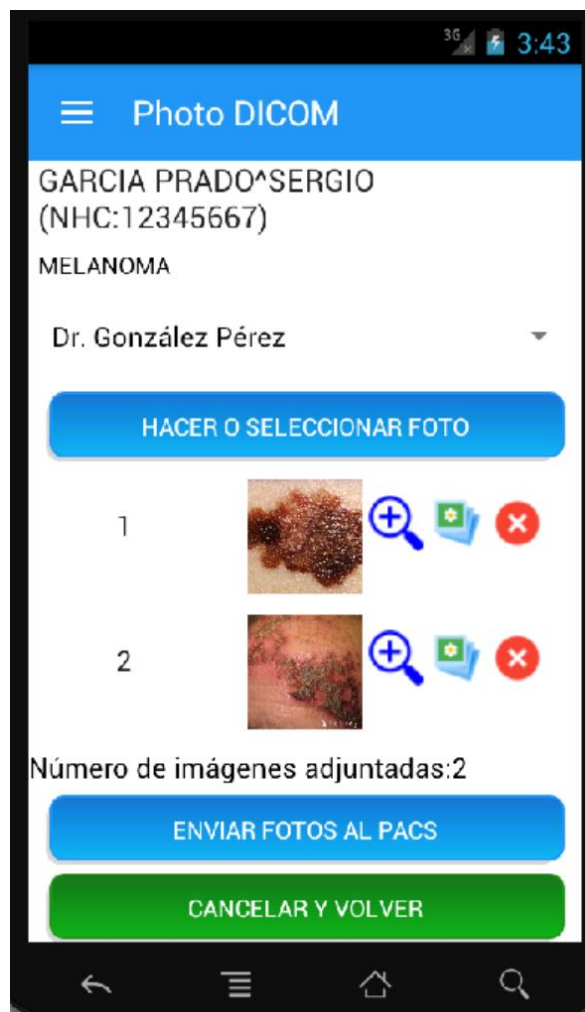 3G 3:43
Photo DICOM
GARCIA PRADO^SERGIO
(NHC:12345667)
MELANOMA
Dr. González Pérez
HACER O SELECCIONAR FOTO
1
2
Número de imágenes adjuntadas:2
ENVIAR FOTOS AL PACS
CANCELAR Y VOLVER